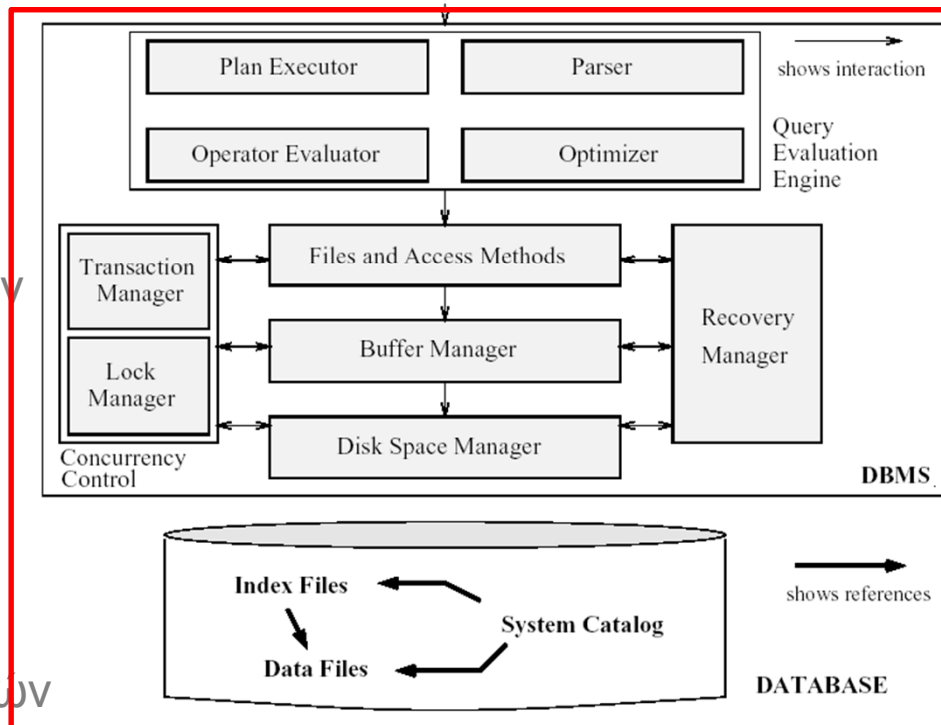 Plan Executor
Parser
shows interaction
Operator Evaluator
Optimizer
Query
Evaluation
Engine
Transaction
Manager
Files and Access Methods
Recovery
Manager
Buffer Manager
Lock
Manager
Disk Space Manager
Concurrency
Control
DBMS
Index Files
shows references
System Catalog
Data Files
DATABASE